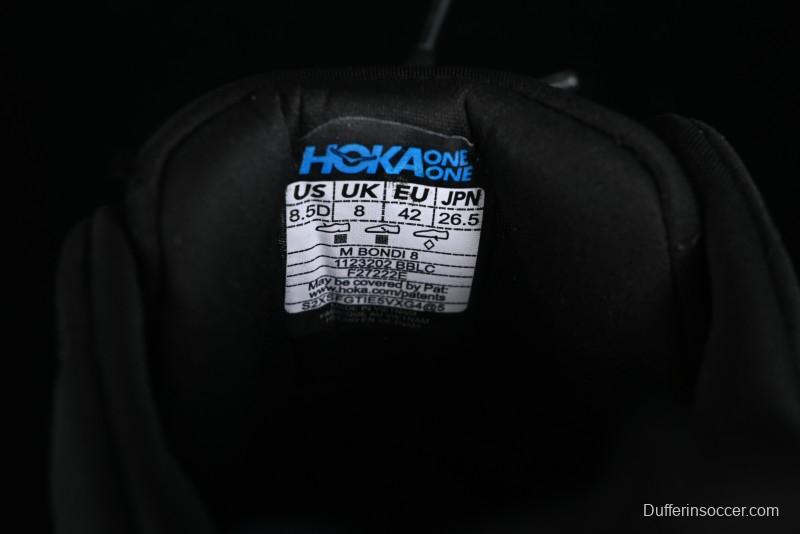 HOKA ONE ONE
US UK EU JPN
8.5D 8 42 26.5
M BONDI 8
1123202 BBLC
F27222E
May be covered by Pat:
www.hoka.com/patents
Dufferinsoccer.com